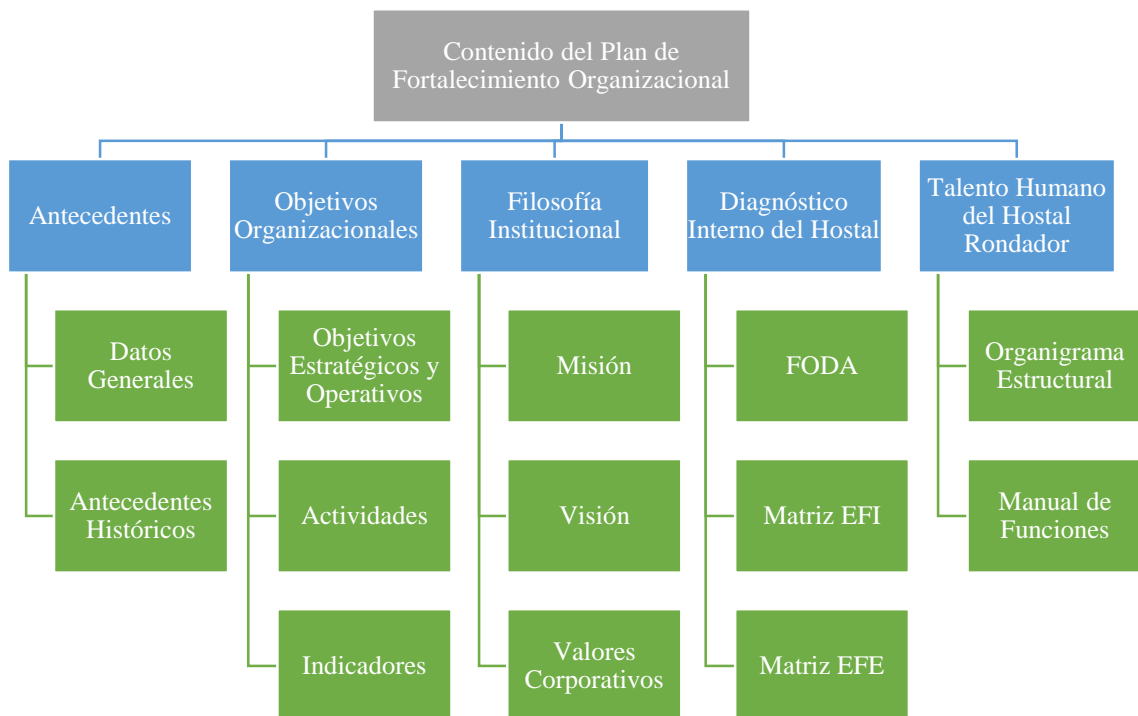 Contenido del Plan de
Fortalecimiento Organizacional
Antecedentes
Objetivos
Organizacionales
Filosofía
Institucional
Diagnóstico
Interno del Hostal
Talento Humano
del Hostal
Rondador
Datos
Generales
Objetivos
Estratégicos y
Operativos
Misión
FODA
Organigrama
Estructural
Antecedentes
Históricos
Actividades
Visión
Matriz EFI
Manual de
Funciones
Indicadores
Valores
Corporativos
Matriz EFE